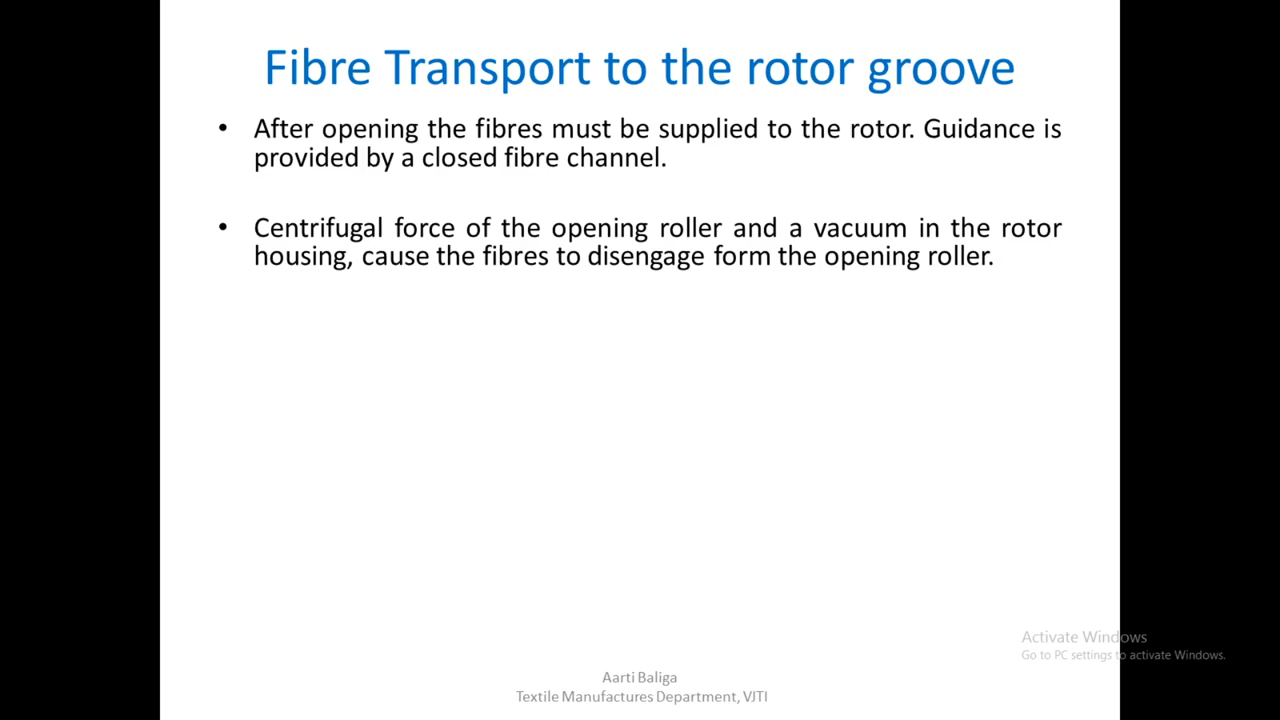 Fibre Transport to the rotor groove
• After opening the fibres must be supplied to the rotor. Guidance is
provided by a closed fibre channel.
• Centrifugal force of the opening roller and a vacuum in the rotor
housing, cause the fibres to disengage form the opening roller.
Activate Windows
Go to PC settings to activate Windows.
Aarti Baliga
Textile Manufactures Department, VJTI